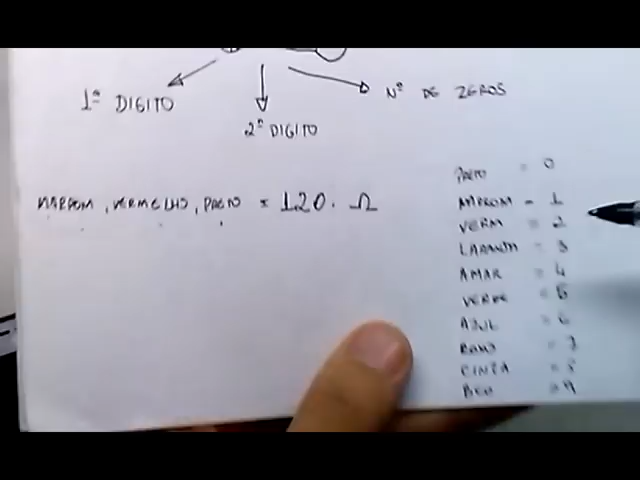 1º DIGITO
2º DIGITO
Nº DE ZEROS
MARROM, VERMELHO, PRETO = 120. Ω
PRETO = 0
MARROM = 1
VERM = 2
LARANJA = 3
AMAR = 4
VERDE = 5
AZUL = 6
ROXO = 7
CINZA = 8
BCO = 9